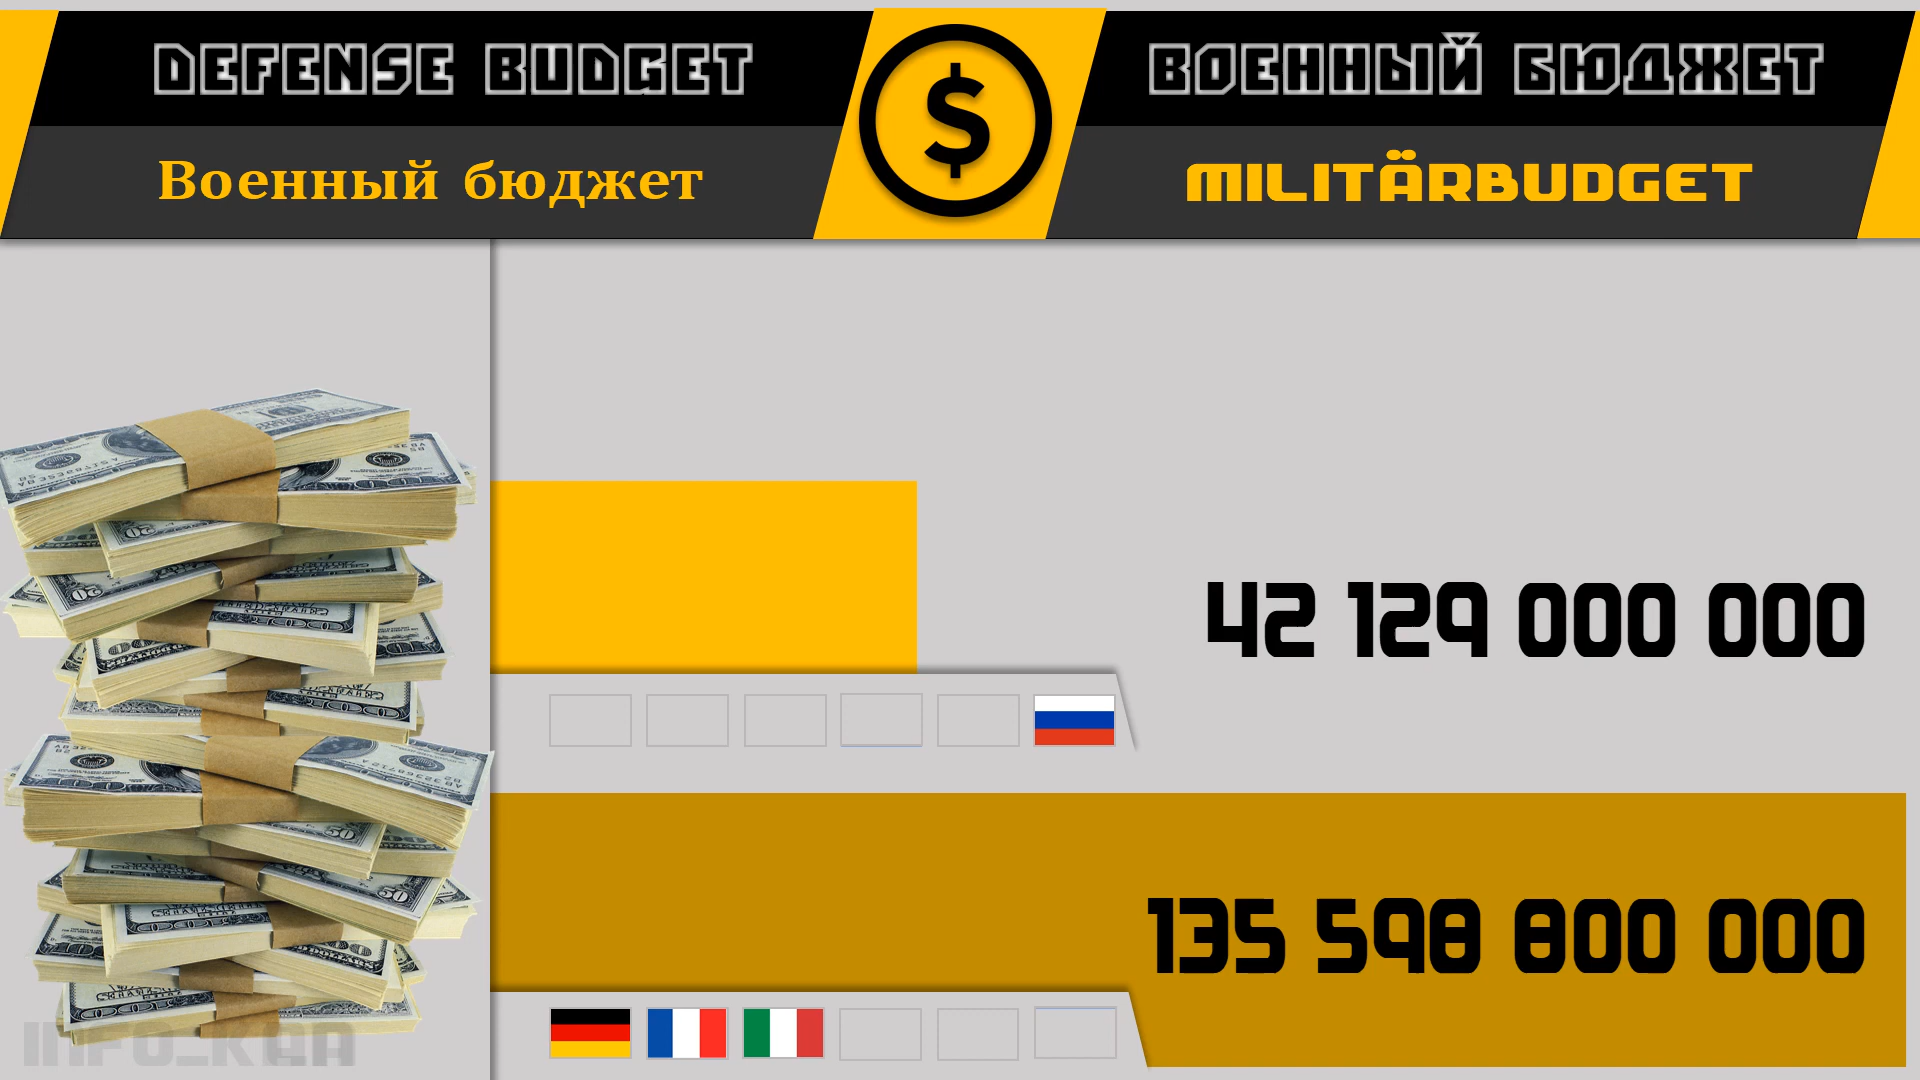 DEFENSE BUDGET
ВОЕННЫЙ БЮДЖЕТ
$
Военный бюджет
MILITÄRBUDGET
42 129 000 000
135 598 800 000